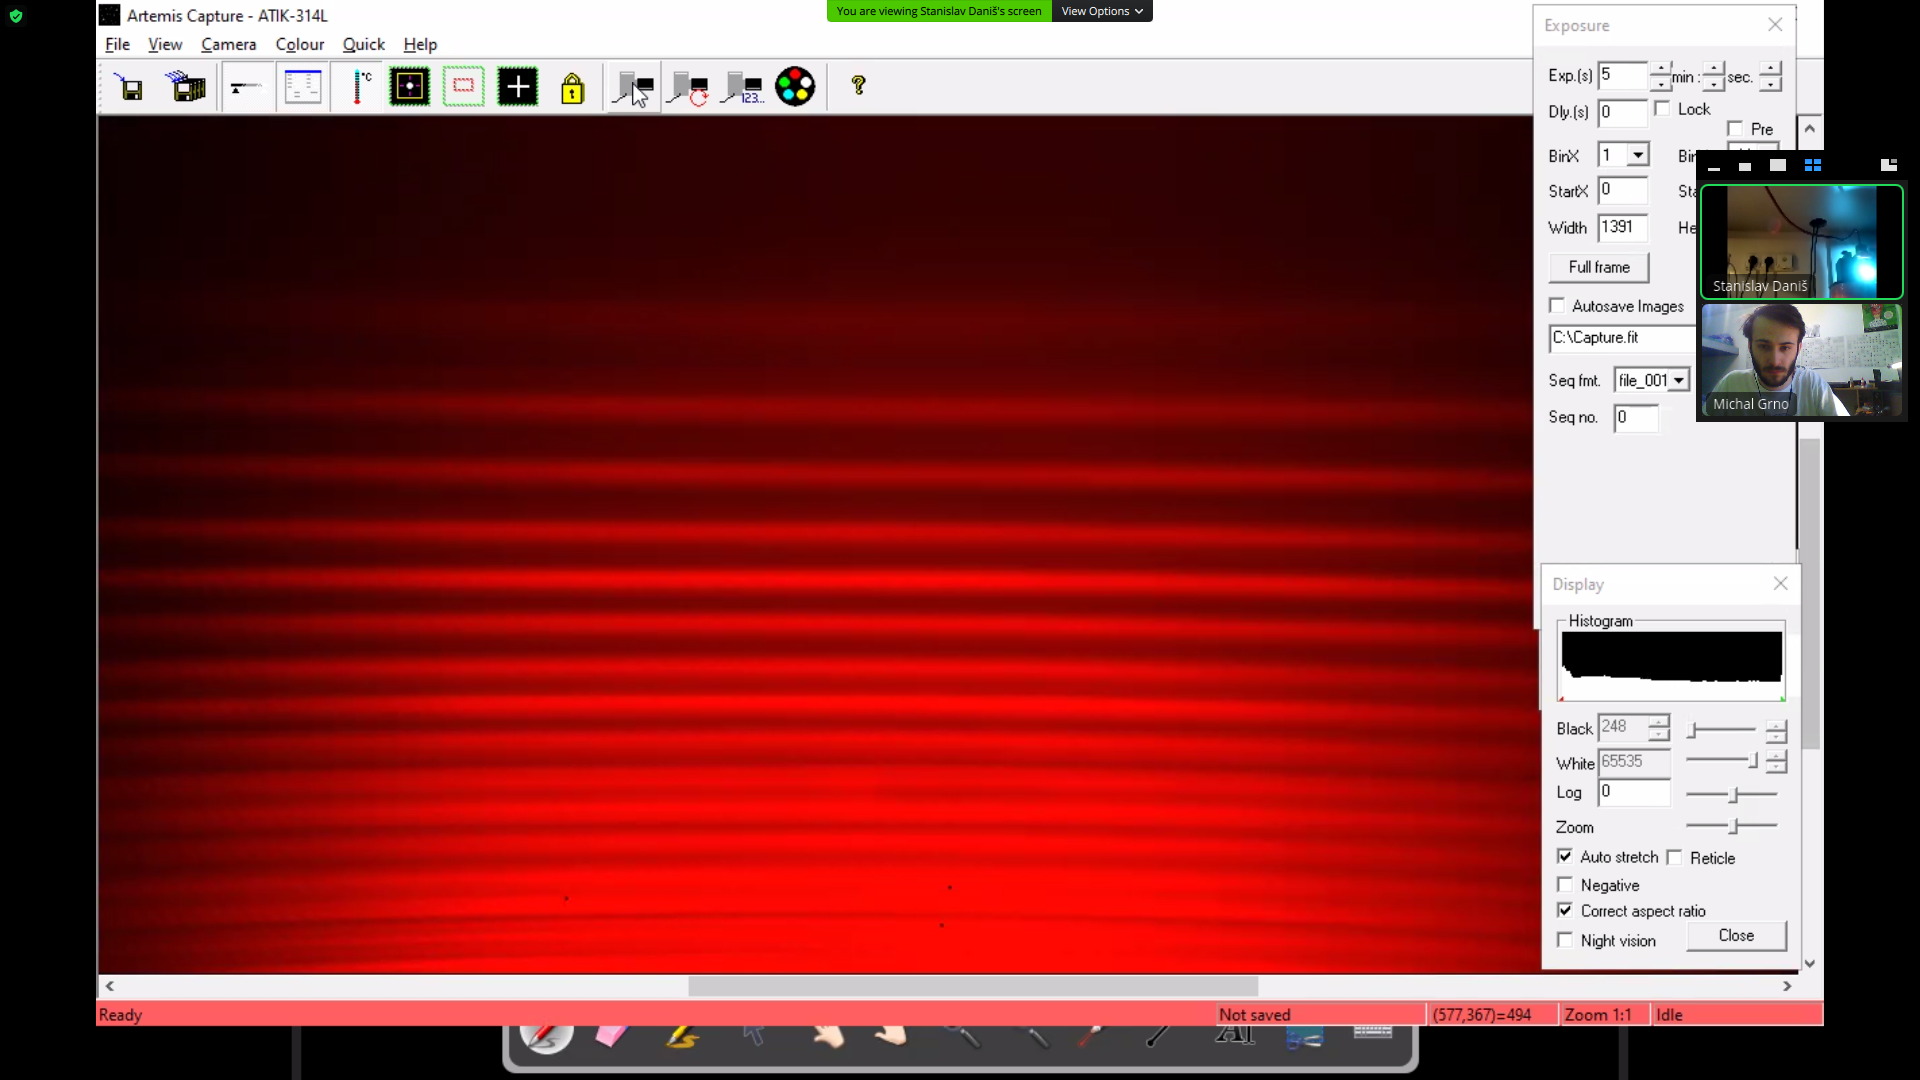 Artemis Capture - ATIK-314L
You are viewing Stanislav Daniš's screen
View Options
File View Camera Colour Quick Help
°C
123...
?
Exposure
Exp.(s) 5 min : sec.
Dly.(s) 0 Lock
Pre
BinX 1 Bin
StartX 0 Sta
Width 1391 He
Full frame
Autosave Images
C:\Capture.fit
Seq fmt. file_001
Seq no. 0
Stanislav Daniš
Michal Grno
Display
Histogram
Black 248
White 65535
Log 0
Zoom
Auto stretch Reticle
Negative
Correct aspect ratio
Night vision Close
Ready Not saved (577,367)=494 Zoom 1:1 Idle